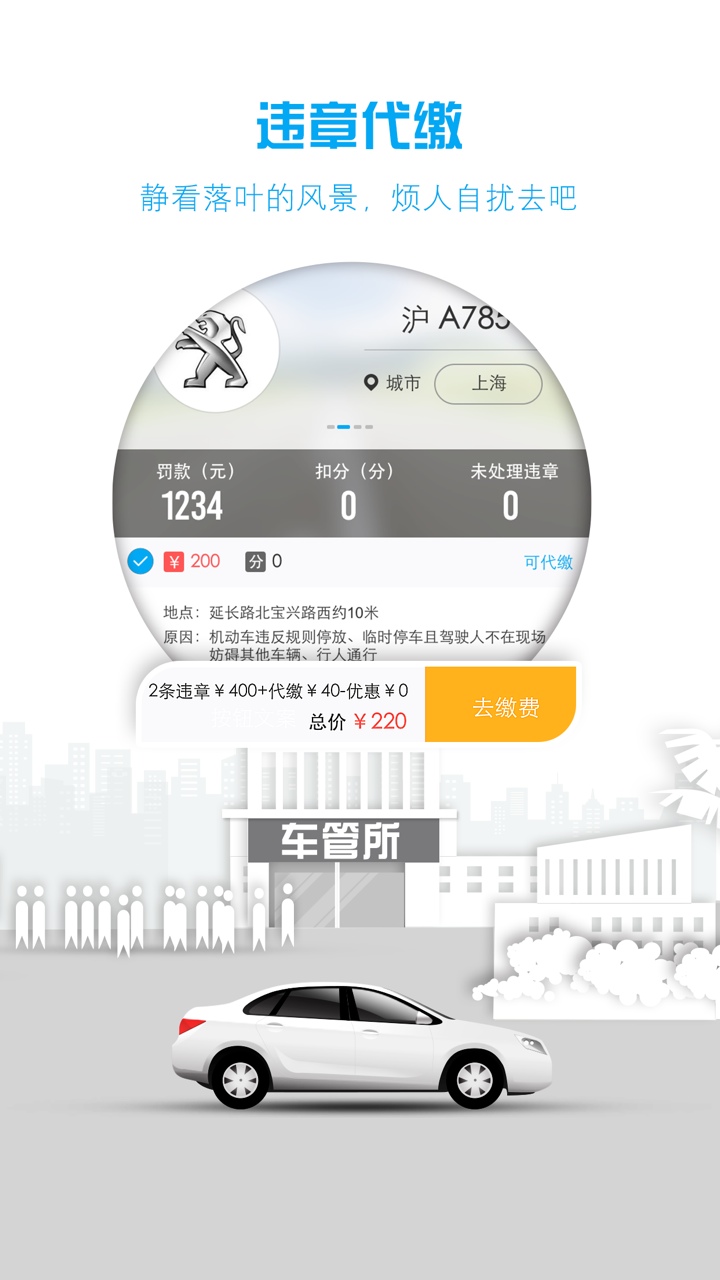 违章代缴
静看落叶的风景，烦人自扰去吧
沪 A785
城市 上海
罚款（元） 扣分（分） 未处理违章
1234 0 0
¥ 200 分 0 可代缴
地点：延长路北宝兴路西约10米
原因：机动车违反规则停放、临时停车且驾驶人不在现场
妨碍其他车辆、行人通行
2条违章¥400+代缴¥40-优惠¥0
总价 ¥220
去缴费
车管所